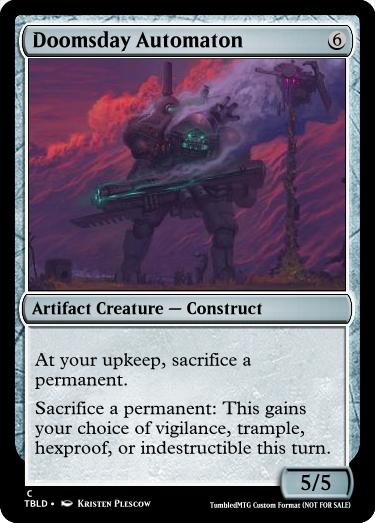 Doomsday Automaton 6
Artifact Creature — Construct
At your upkeep, sacrifice a
permanent.
Sacrifice a permanent: This gains
your choice of vigilance, trample,
hexproof, or indestructible this turn.
5/5
C
TBLD • Kristen Plescow
TumbledMTG Custom Format (NOT FOR SALE)